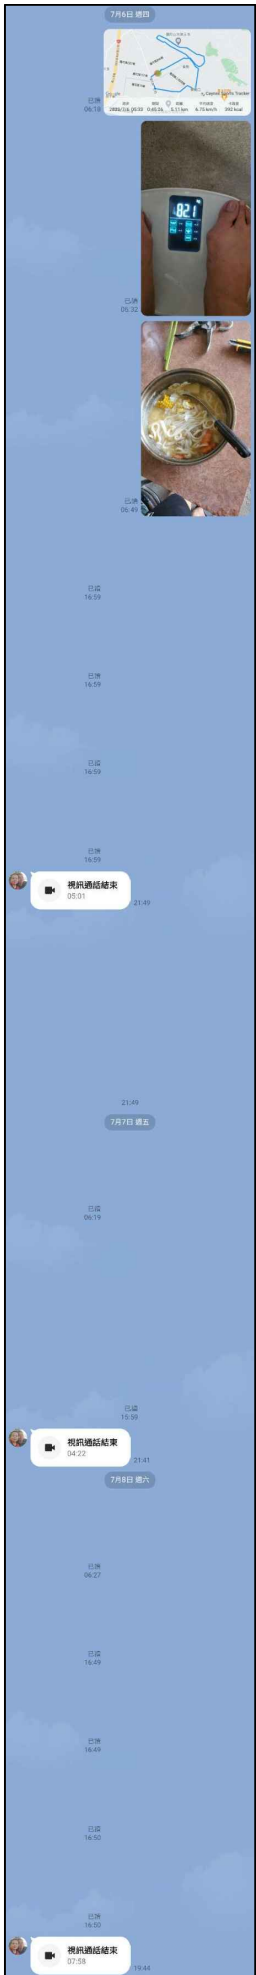 7月6日 週四
已讀
06:18
已讀
05:32
821
已讀
06:49
已讀
16:59
已讀
16:59
已讀
16:59
已讀
16:59
視訊通話結束
05:01
21:49
21:49
7月7日 週五
已讀
06:19
已讀
15:59
視訊通話結束
04:22
21:41
7月8日 週六
已讀
06:27
已讀
16:49
已讀
16:49
已讀
16:50
已讀
16:50
視訊通話結束
07:58
19:44